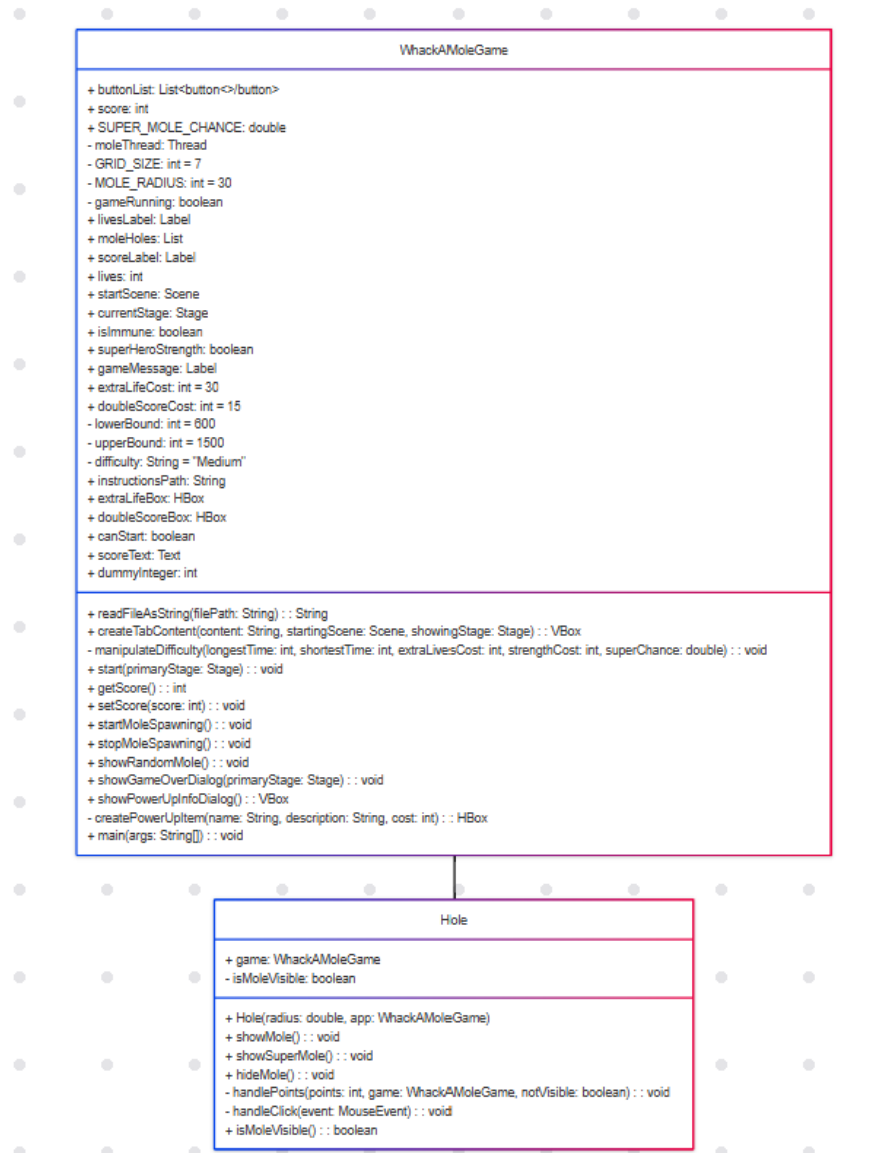 WhackAMoleGame
+ buttonList: List<button<>/button>
+ score: int
+ SUPER_MOLE_CHANCE: double
- moleThread: Thread
- GRID_SIZE: int = 7
- MOLE_RADIUS: int = 30
- gameRunning: boolean
+ livesLabel: Label
+ moleHoles: List
+ scoreLabel: Label
+ lives: int
+ startScene: Scene
+ currentStage: Stage
+ isImmune: boolean
+ superHeroStrength: boolean
+ gameMessage: Label
+ extraLifeCost: int = 30
+ doubleScoreCost: int = 15
- lowerBound: int = 600
- upperBound: int = 1500
- difficulty: String = "Medium"
+ instructionsPath: String
+ extraLifeBox: HBox
+ doubleScoreBox: HBox
+ canStart: boolean
+ scoreText: Text
+ dummyInteger: int
+ readFileAsString(filePath: String) : : String
+ createTabContent(content: String, startingScene: Scene, showingStage: Stage) : : VBox
- manipulateDifficulty(longestTime: int, shortestTime: int, extraLivesCost: int, strengthCost: int, superChance: double) : : void
+ start(primaryStage: Stage) : : void
+ getScore() : : int
+ setScore(score: int) : : void
+ startMoleSpawning() : : void
+ stopMoleSpawning() : : void
+ showRandomMole() : : void
+ showGameOverDialog(primaryStage: Stage) : : void
+ showPowerUpInfoDialog() : : VBox
- createPowerUpItem(name: String, description: String, cost: int) : : HBox
+ main(args: String[]) : : void
Hole
+ game: WhackAMoleGame
- isMoleVisible: boolean
+ Hole(radius: double, app: WhackAMoleGame)
+ showMole() : : void
+ showSuperMole() : : void
+ hideMole() : : void
- handlePoints(points: int, game: WhackAMoleGame, notVisible: boolean) : : void
- handleClick(event: MouseEvent) : : void
+ isMoleVisible() : : boolean